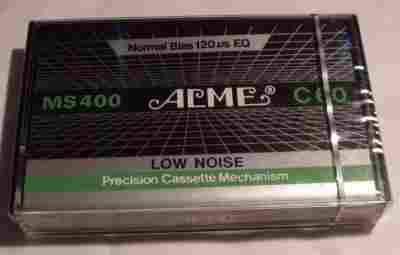 Normal Bias 120 µs EQ
MS400 ACME® C60
LOW NOISE
Precision Cassette Mechanism